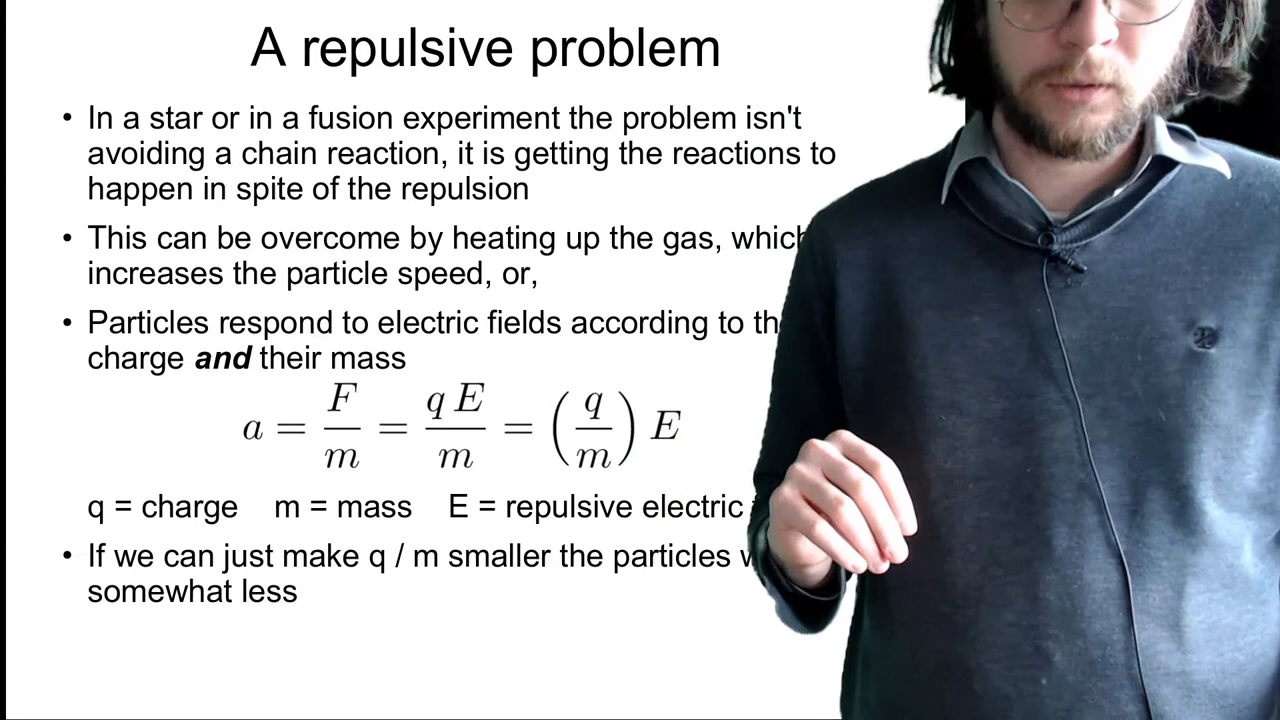 A repulsive problem
• In a star or in a fusion experiment the problem isn't
avoiding a chain reaction, it is getting the reactions to
happen in spite of the repulsion
• This can be overcome by heating up the gas, which
increases the particle speed, or,
• Particles respond to electric fields according to
charge and their mass
a = F/m = q E/m = (q/m) E
q = charge m = mass E = repulsive electric
• If we can just make q / m smaller the particles
somewhat less